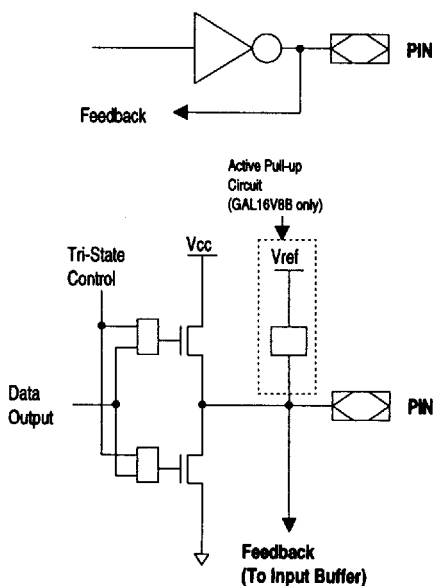 PIN
Feedback
Active Pull-up
Circuit
(GAL16V8B only)
Vcc
Vref
Tri-State
Control
Data
Output
PIN
Feedback
(To Input Buffer)